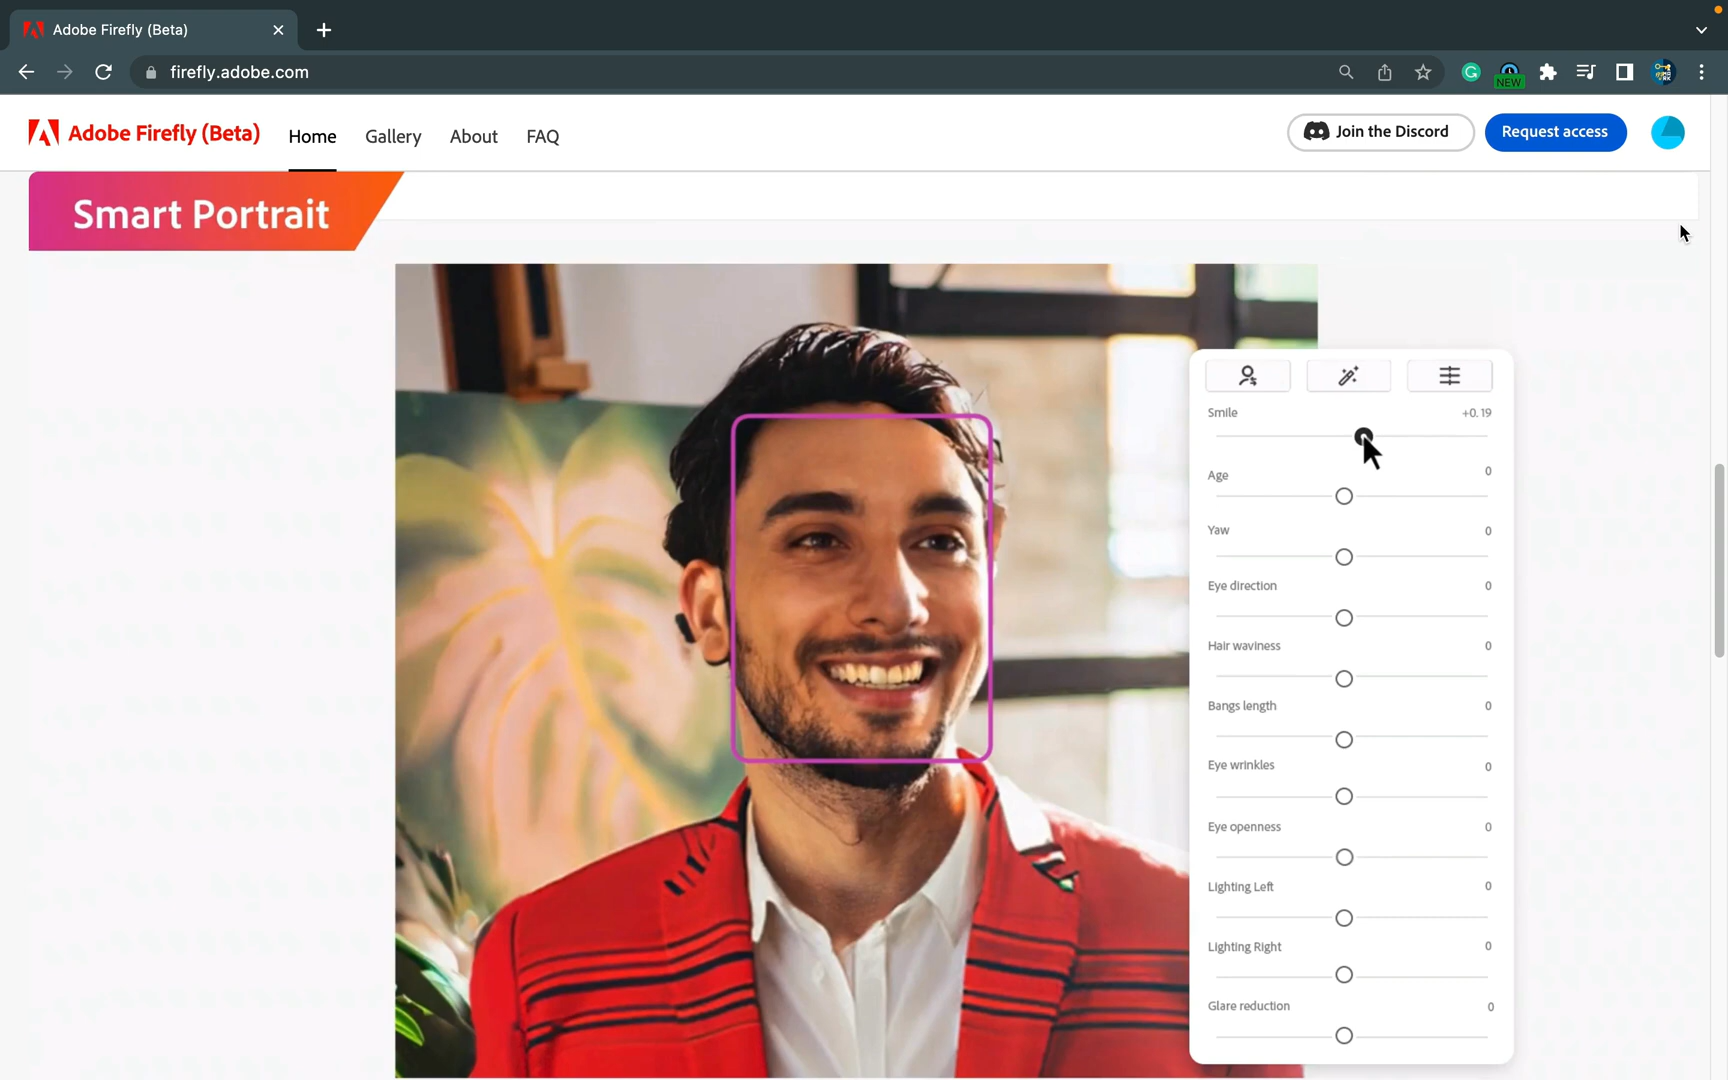 Adobe Firefly (Beta)
firefly.adobe.com
NEW
Adobe Firefly (Beta) Home Gallery About FAQ Join the Discord Request access
Smart Portrait
Smile +0.19
Age 0
Yaw 0
Eye direction 0
Hair waviness 0
Bangs length 0
Eye wrinkles 0
Eye openness 0
Lighting Left 0
Lighting Right 0
Glare reduction 0